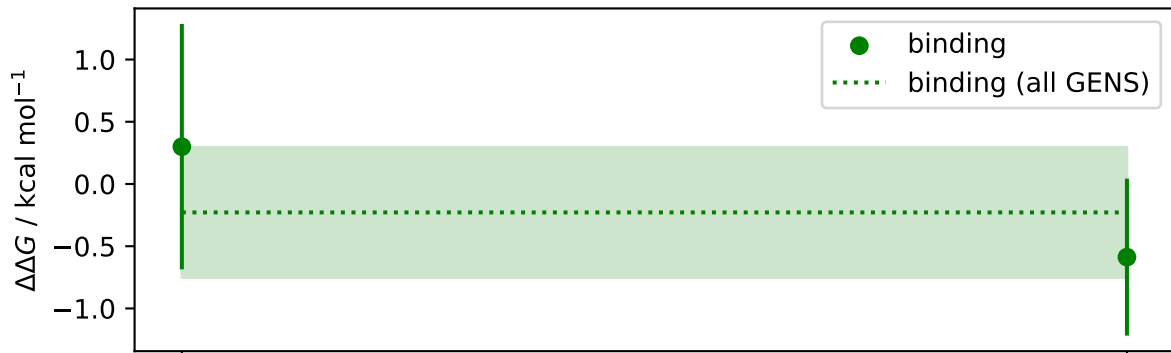 1.0
0.5
0.0
−0.5
−1.0
ΔΔG / kcal mol⁻¹
binding
binding (all GENS)